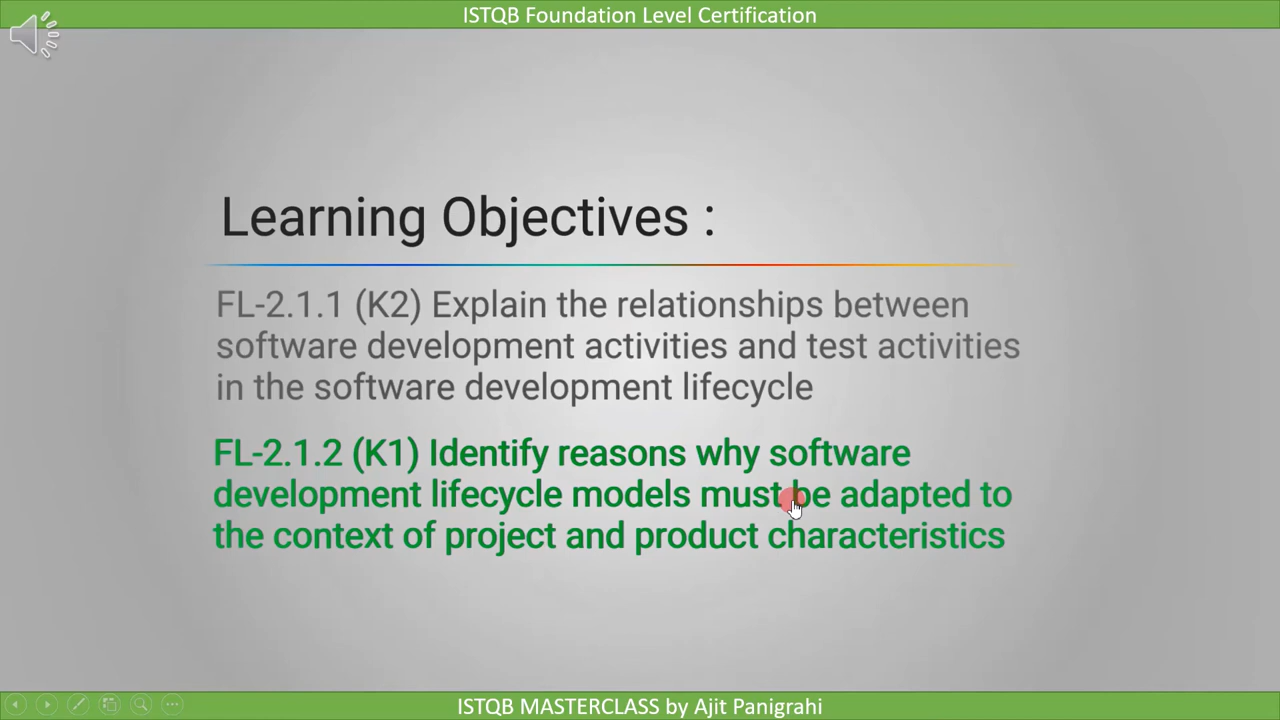 ISTQB Foundation Level Certification
Learning Objectives :
FL-2.1.1 (K2) Explain the relationships between
software development activities and test activities
in the software development lifecycle
FL-2.1.2 (K1) Identify reasons why software
development lifecycle models must be adapted to
the context of project and product characteristics
ISTQB MASTERCLASS by Ajit Panigrahi